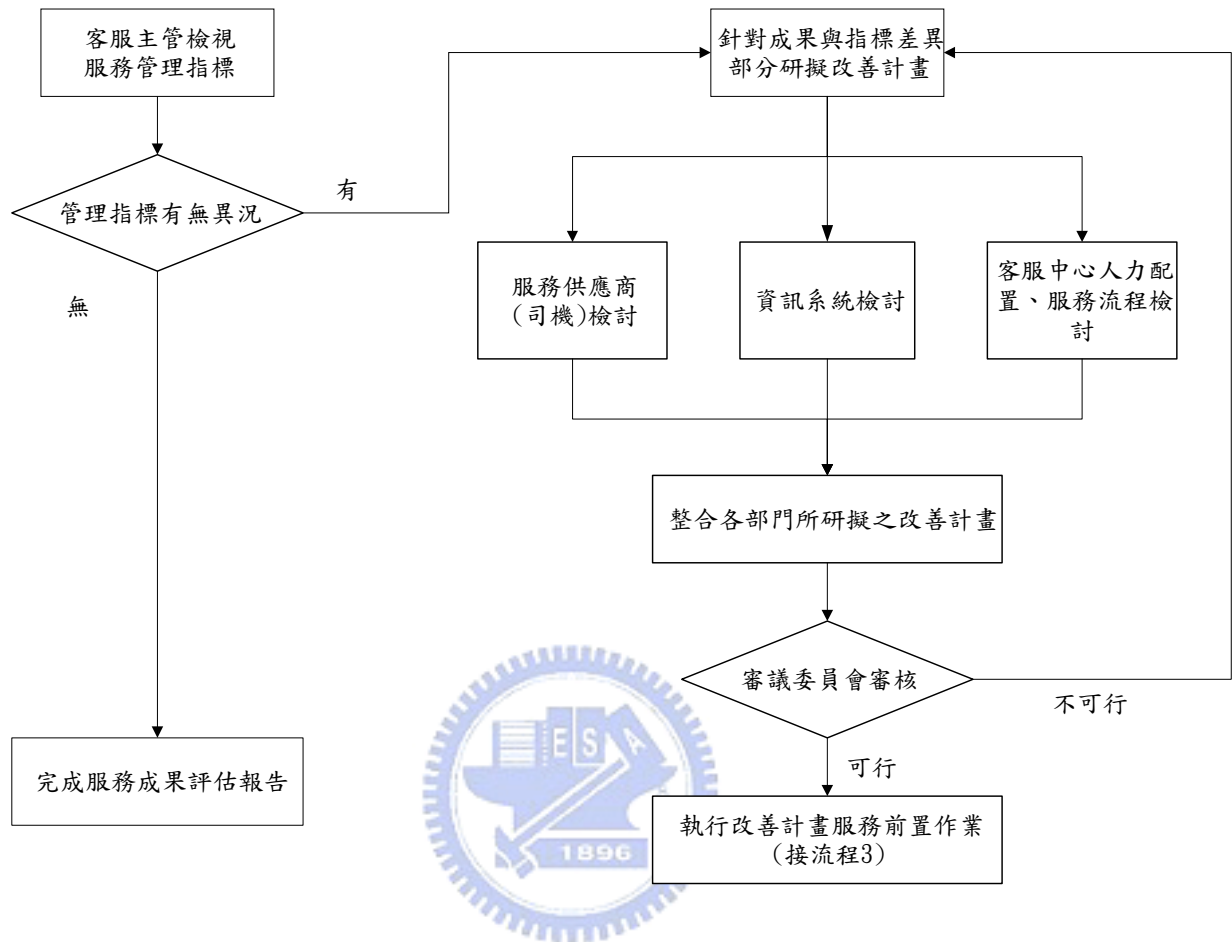 客服主管檢視
服務管理指標
管理指標有無異況
有
無
完成服務成果評估報告
針對成果與指標差異
部分研擬改善計畫
服務供應商
(司機)檢討
資訊系統檢討
客服中心人力配
置、服務流程檢
討
整合各部門所研擬之改善計畫
審議委員會審核
不可行
可行
執行改善計畫服務前置作業
(接流程3)
E S A
1896